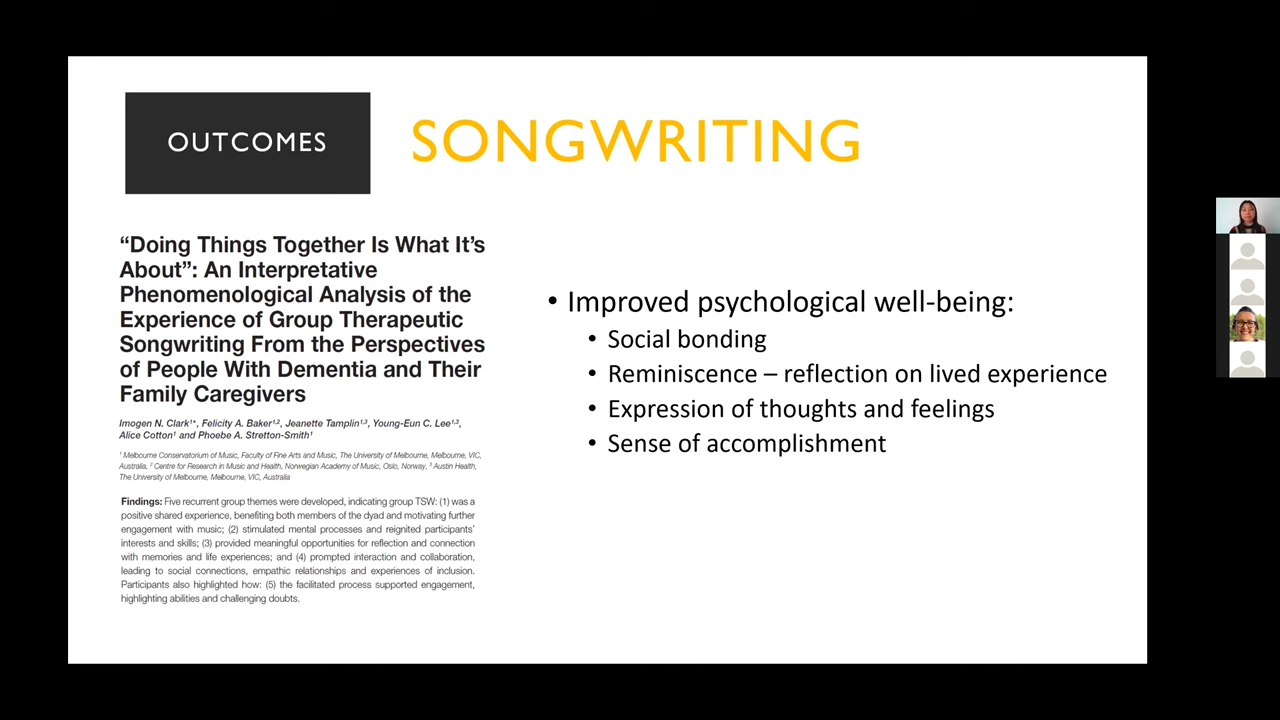 OUTCOMES
SONGWRITING
“Doing Things Together Is What It’s
About”: An Interpretative
Phenomenological Analysis of the
Experience of Group Therapeutic
Songwriting From the Perspectives
of People With Dementia and Their
Family Caregivers
Imogen N. Clark¹*, Felicity A. Baker¹,², Jeanette Tamplin¹,³, Young-Eun C. Lee¹,³,
Alice Cotton¹ and Phoebe A. Stretton-Smith¹
¹ Melbourne Conservatorium of Music, Faculty of Fine Arts and Music, The University of Melbourne, Melbourne, VIC,
Australia, ² Centre for Research in Music and Health, Norwegian Academy of Music, Oslo, Norway, ³ Austin Health,
The University of Melbourne, Melbourne, VIC, Australia
Findings: Five recurrent group themes were developed, indicating group TSW: (1) was a
positive shared experience, benefiting both members of the dyad and motivating further
engagement with music; (2) stimulated mental processes and reignited participants’
interests and skills; (3) provided meaningful opportunities for reflection and connection
with memories and life experiences; and (4) prompted interaction and collaboration,
leading to social connections, empathic relationships and experiences of inclusion.
Participants also highlighted how: (5) the facilitated process supported engagement,
highlighting abilities and challenging doubts.
• Improved psychological well-being:
• Social bonding
• Reminiscence – reflection on lived experience
• Expression of thoughts and feelings
• Sense of accomplishment